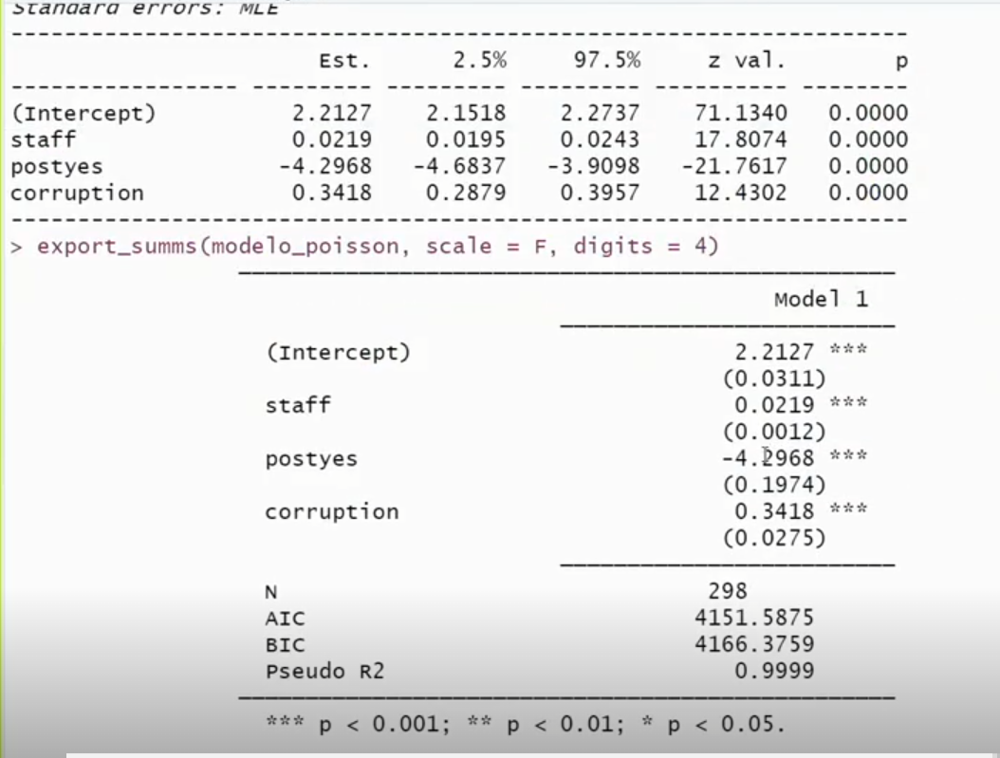 Standard errors: MLE
---------------------------------------------------------------------
                       Est.      2.5%     97.5%     z val.        p
----------------- --------- --------- --------- ---------- --------
(Intercept)          2.2127    2.1518    2.2737    71.1340   0.0000
staff                0.0219    0.0195    0.0243    17.8074   0.0000
postyes             -4.2968   -4.6837   -3.9098   -21.7617   0.0000
corruption           0.3418    0.2879    0.3957    12.4302   0.0000
---------------------------------------------------------------------
> export_summs(modelo_poisson, scale = F, digits = 4)
Model 1
(Intercept) 2.2127 ***
(0.0311)
staff 0.0219 ***
(0.0012)
postyes -4.2968 ***
(0.1974)
corruption 0.3418 ***
(0.0275)
N 298
AIC 4151.5875
BIC 4166.3759
Pseudo R2 0.9999
*** p < 0.001; ** p < 0.01; * p < 0.05.